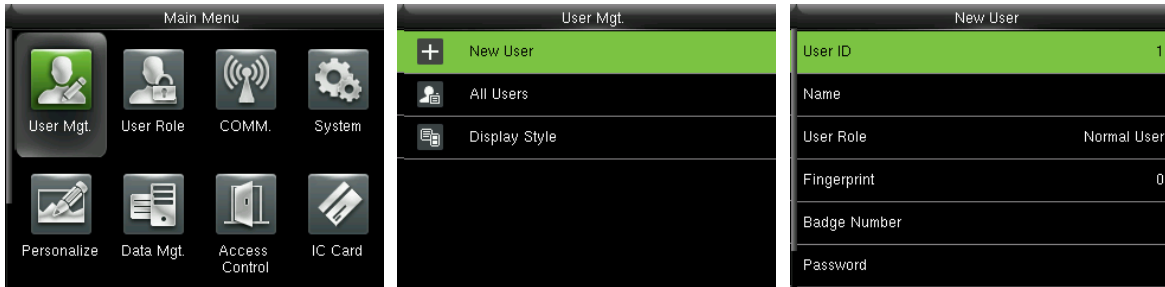 Main Menu
User Mgt.
User Role
COMM.
System
Personalize
Data Mgt.
Access
Control
IC Card
User Mgt.
New User
All Users
Display Style
New User
User ID 1
Name
User Role Normal User
Fingerprint 0
Badge Number
Password